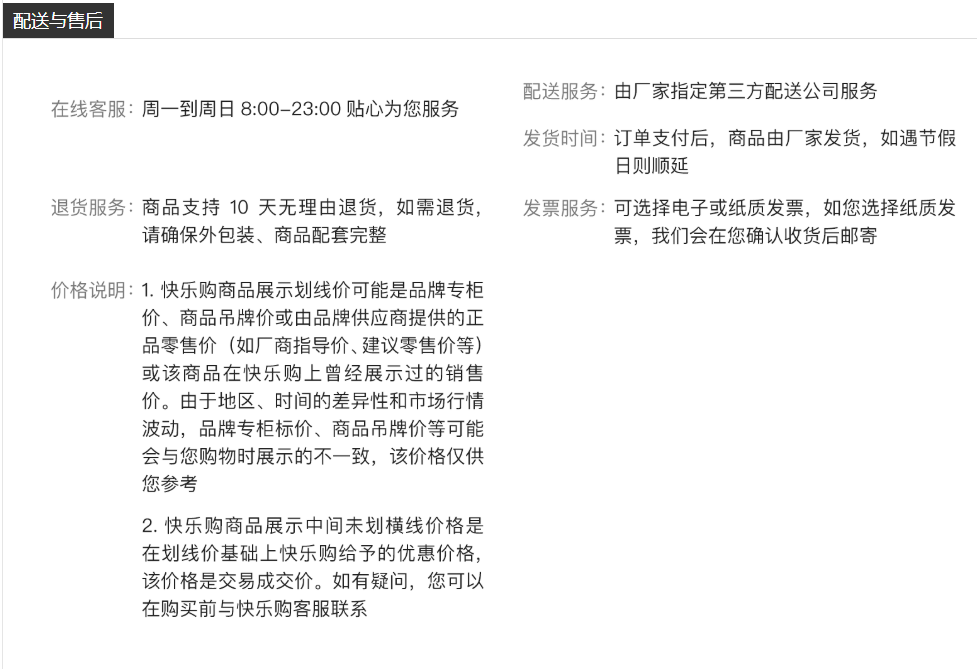 配送与售后
在线客服：周一到周日 8:00-23:00 贴心为您服务
退货服务：商品支持 10 天无理由退货，如需退货，
请确保外包装、商品配套完整
价格说明：1. 快乐购商品展示划线价可能是品牌专柜
价、商品吊牌价或由品牌供应商提供的正
品零售价（如厂商指导价、建议零售价等）
或该商品在快乐购上曾经展示过的销售
价。由于地区、时间的差异性和市场行情
波动，品牌专柜标价、商品吊牌价等可能
会与您购物时展示的不一致，该价格仅供
您参考
2. 快乐购商品展示中间未划横线价格是
在划线价基础上快乐购给予的优惠价格，
该价格是交易成交价。如有疑问，您可以
在购买前与快乐购客服联系
配送服务：由厂家指定第三方配送公司服务
发货时间：订单支付后，商品由厂家发货，如遇节假
日则顺延
发票服务：可选择电子或纸质发票，如您选择纸质发
票，我们会在您确认收货后邮寄